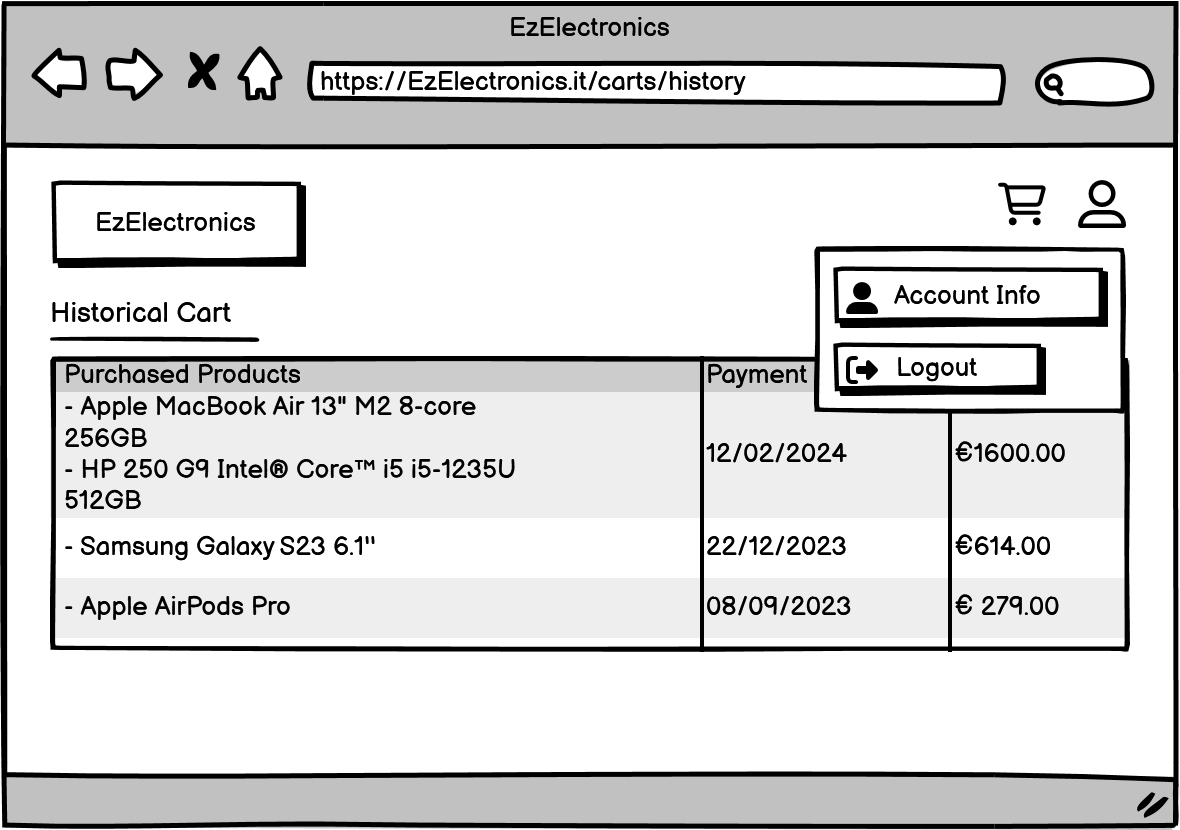 EzElectronics
https://EzElectronics.it/carts/history
EzElectronics
Account Info
Historical Cart
Logout
Purchased Products
Payment
- Apple MacBook Air 13" M2 8-core
256GB
- HP 250 G9 Intel® Core™ i5 i5-1235U
512GB
12/02/2024
€1600.00
- Samsung Galaxy S23 6.1''
22/12/2023
€614.00
- Apple AirPods Pro
08/09/2023
€ 279.00